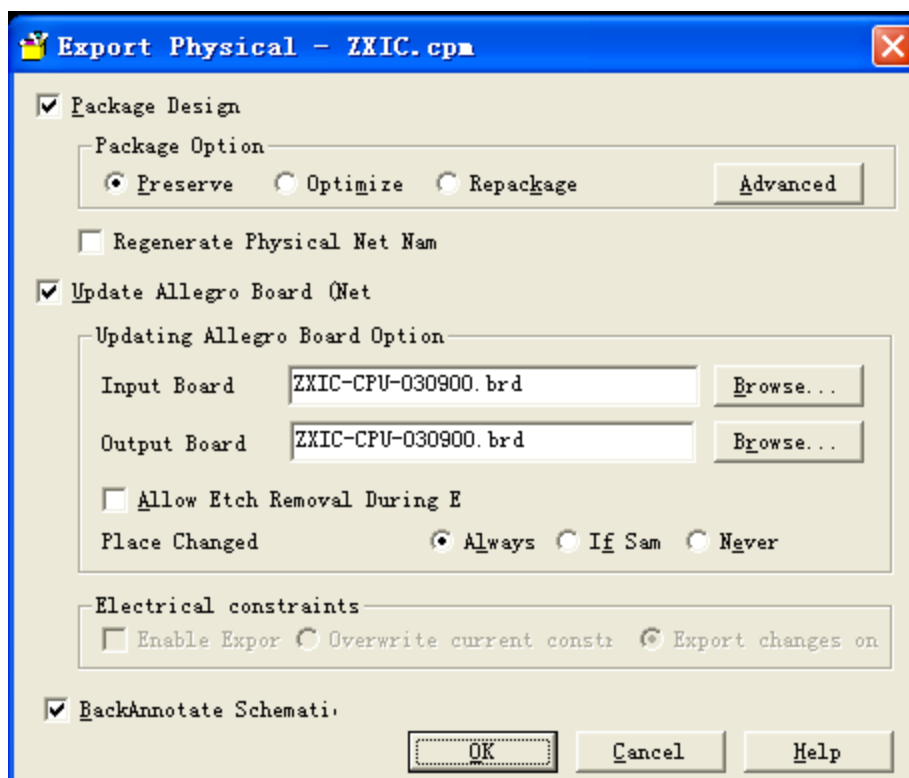 Export Physical - ZXIC.cpm
Package Design
Package Option
Preserve Optimize Repackage Advanced
Regenerate Physical Net Nam
Update Allegro Board (Net
Updating Allegro Board Option
Input Board ZXIC-CPU-030900.brd Browse...
Output Board ZXIC-CPU-030900.brd Browse...
Allow Etch Removal During E
Place Changed Always If Sam Never
Electrical constraints
Enable Expor Overwrite current constr Export changes on
BackAnnotate Schemati
OK Cancel Help